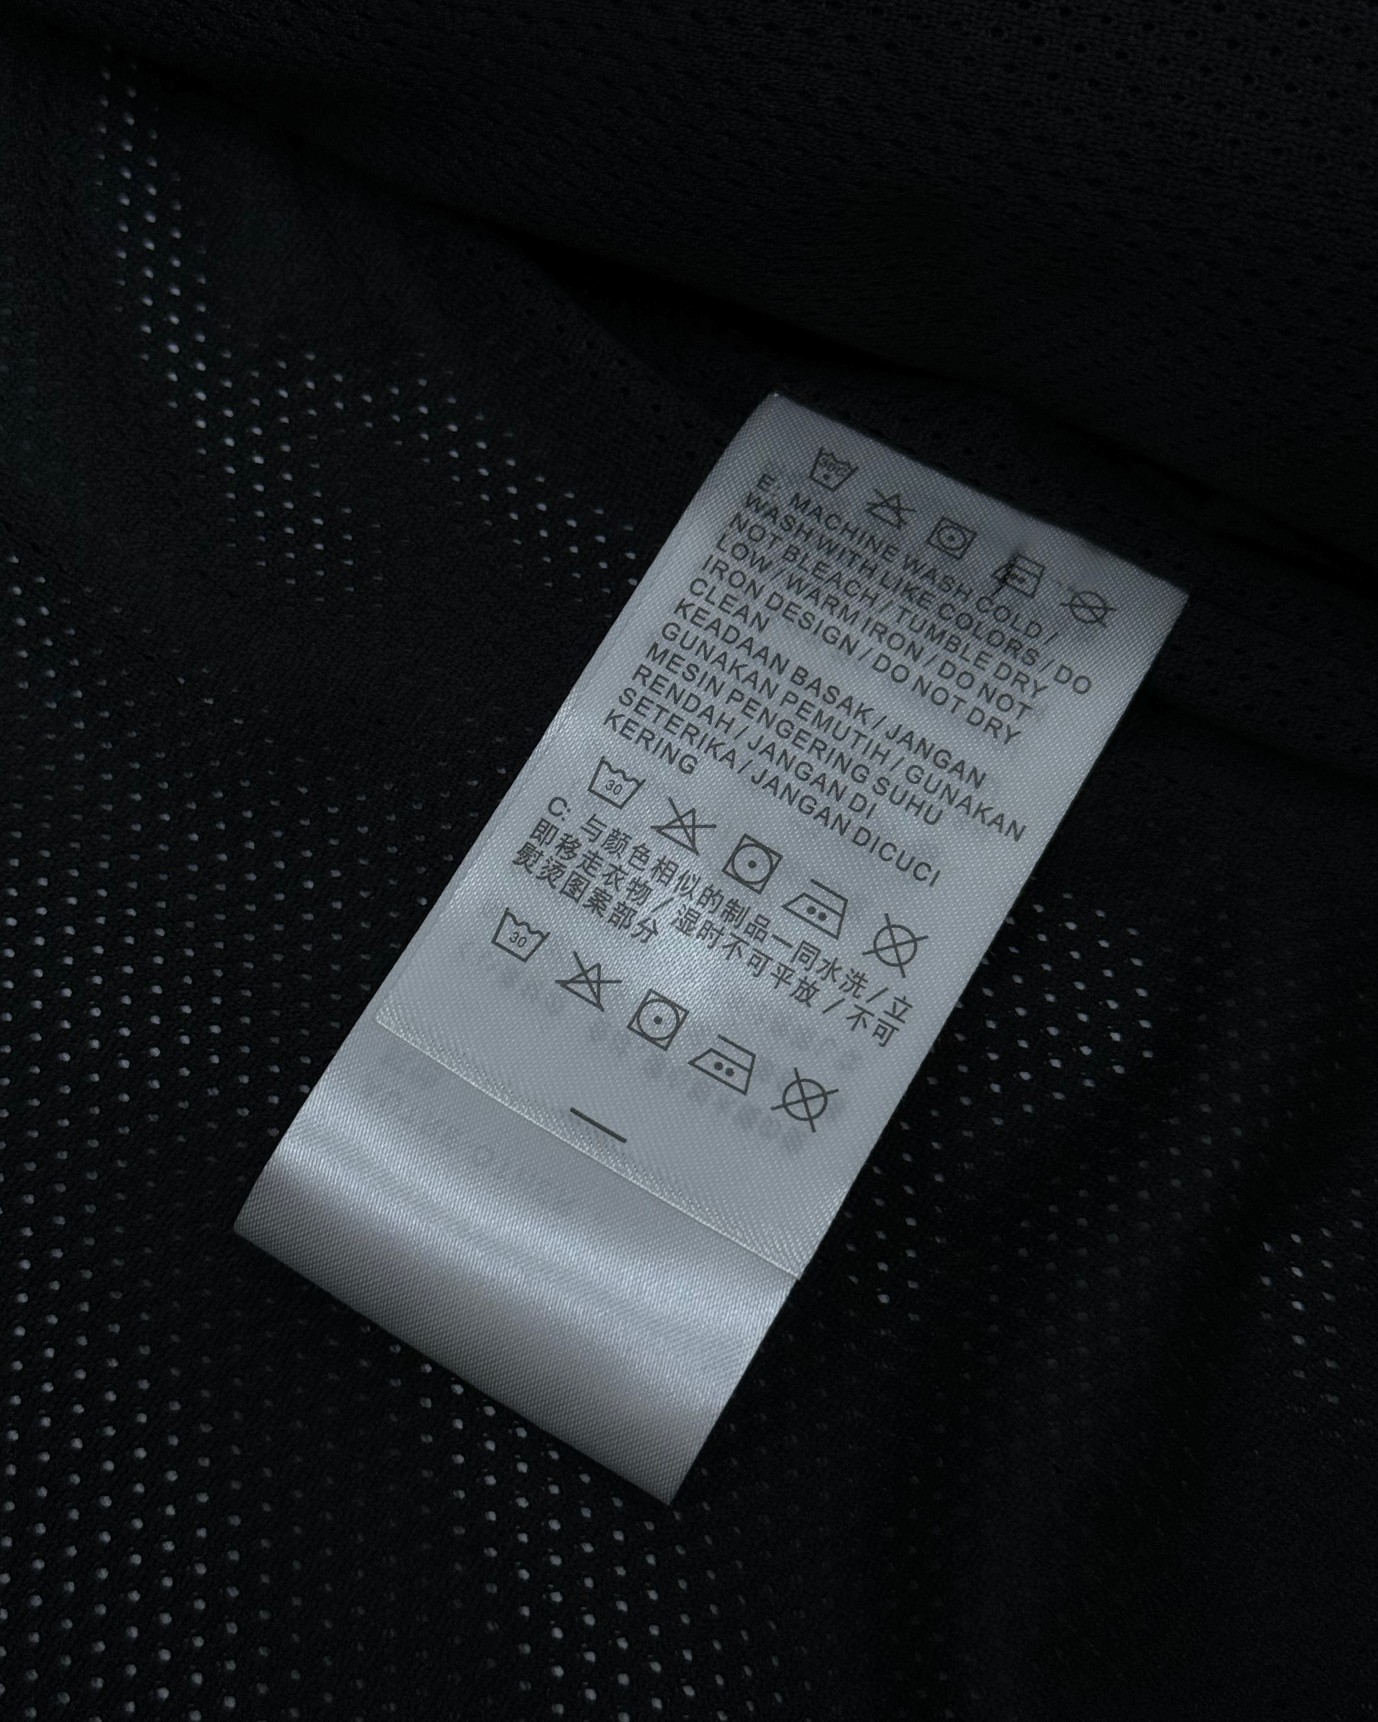 E: MACHINE WASH COLD /
WASH WITH LIKE COLORS / DO
NOT BLEACH / TUMBLE DRY
LOW / WARM IRON / DO NOT
IRON DESIGN / DO NOT DRY
CLEAN
KEADAAN BASAK / JANGAN
GUNAKAN PEMUTIH / GUNAKAN
MESIN PENGERING SUHU
RENDAH / JANGAN DI
SETERIKA / JANGAN DICUCI
KERING
30
C: 与颜色相似的制品一同水洗 / 立
即移走衣物 / 湿时不可平放 / 不可
熨烫图案部分
30